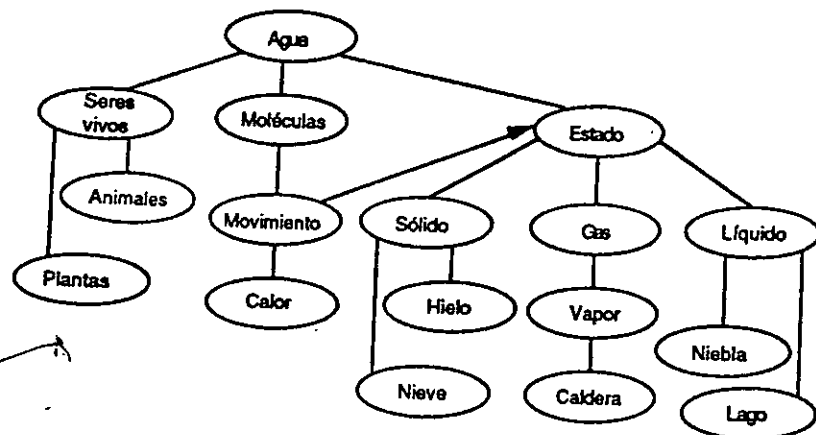 Agua
Seres
vivos
Moléculas
Estado
Animales
Movimiento
Sólido
Gas
Líquido
Plantas
Calor
Hielo
Vapor
Niebla
Nieve
Caldera
Lago